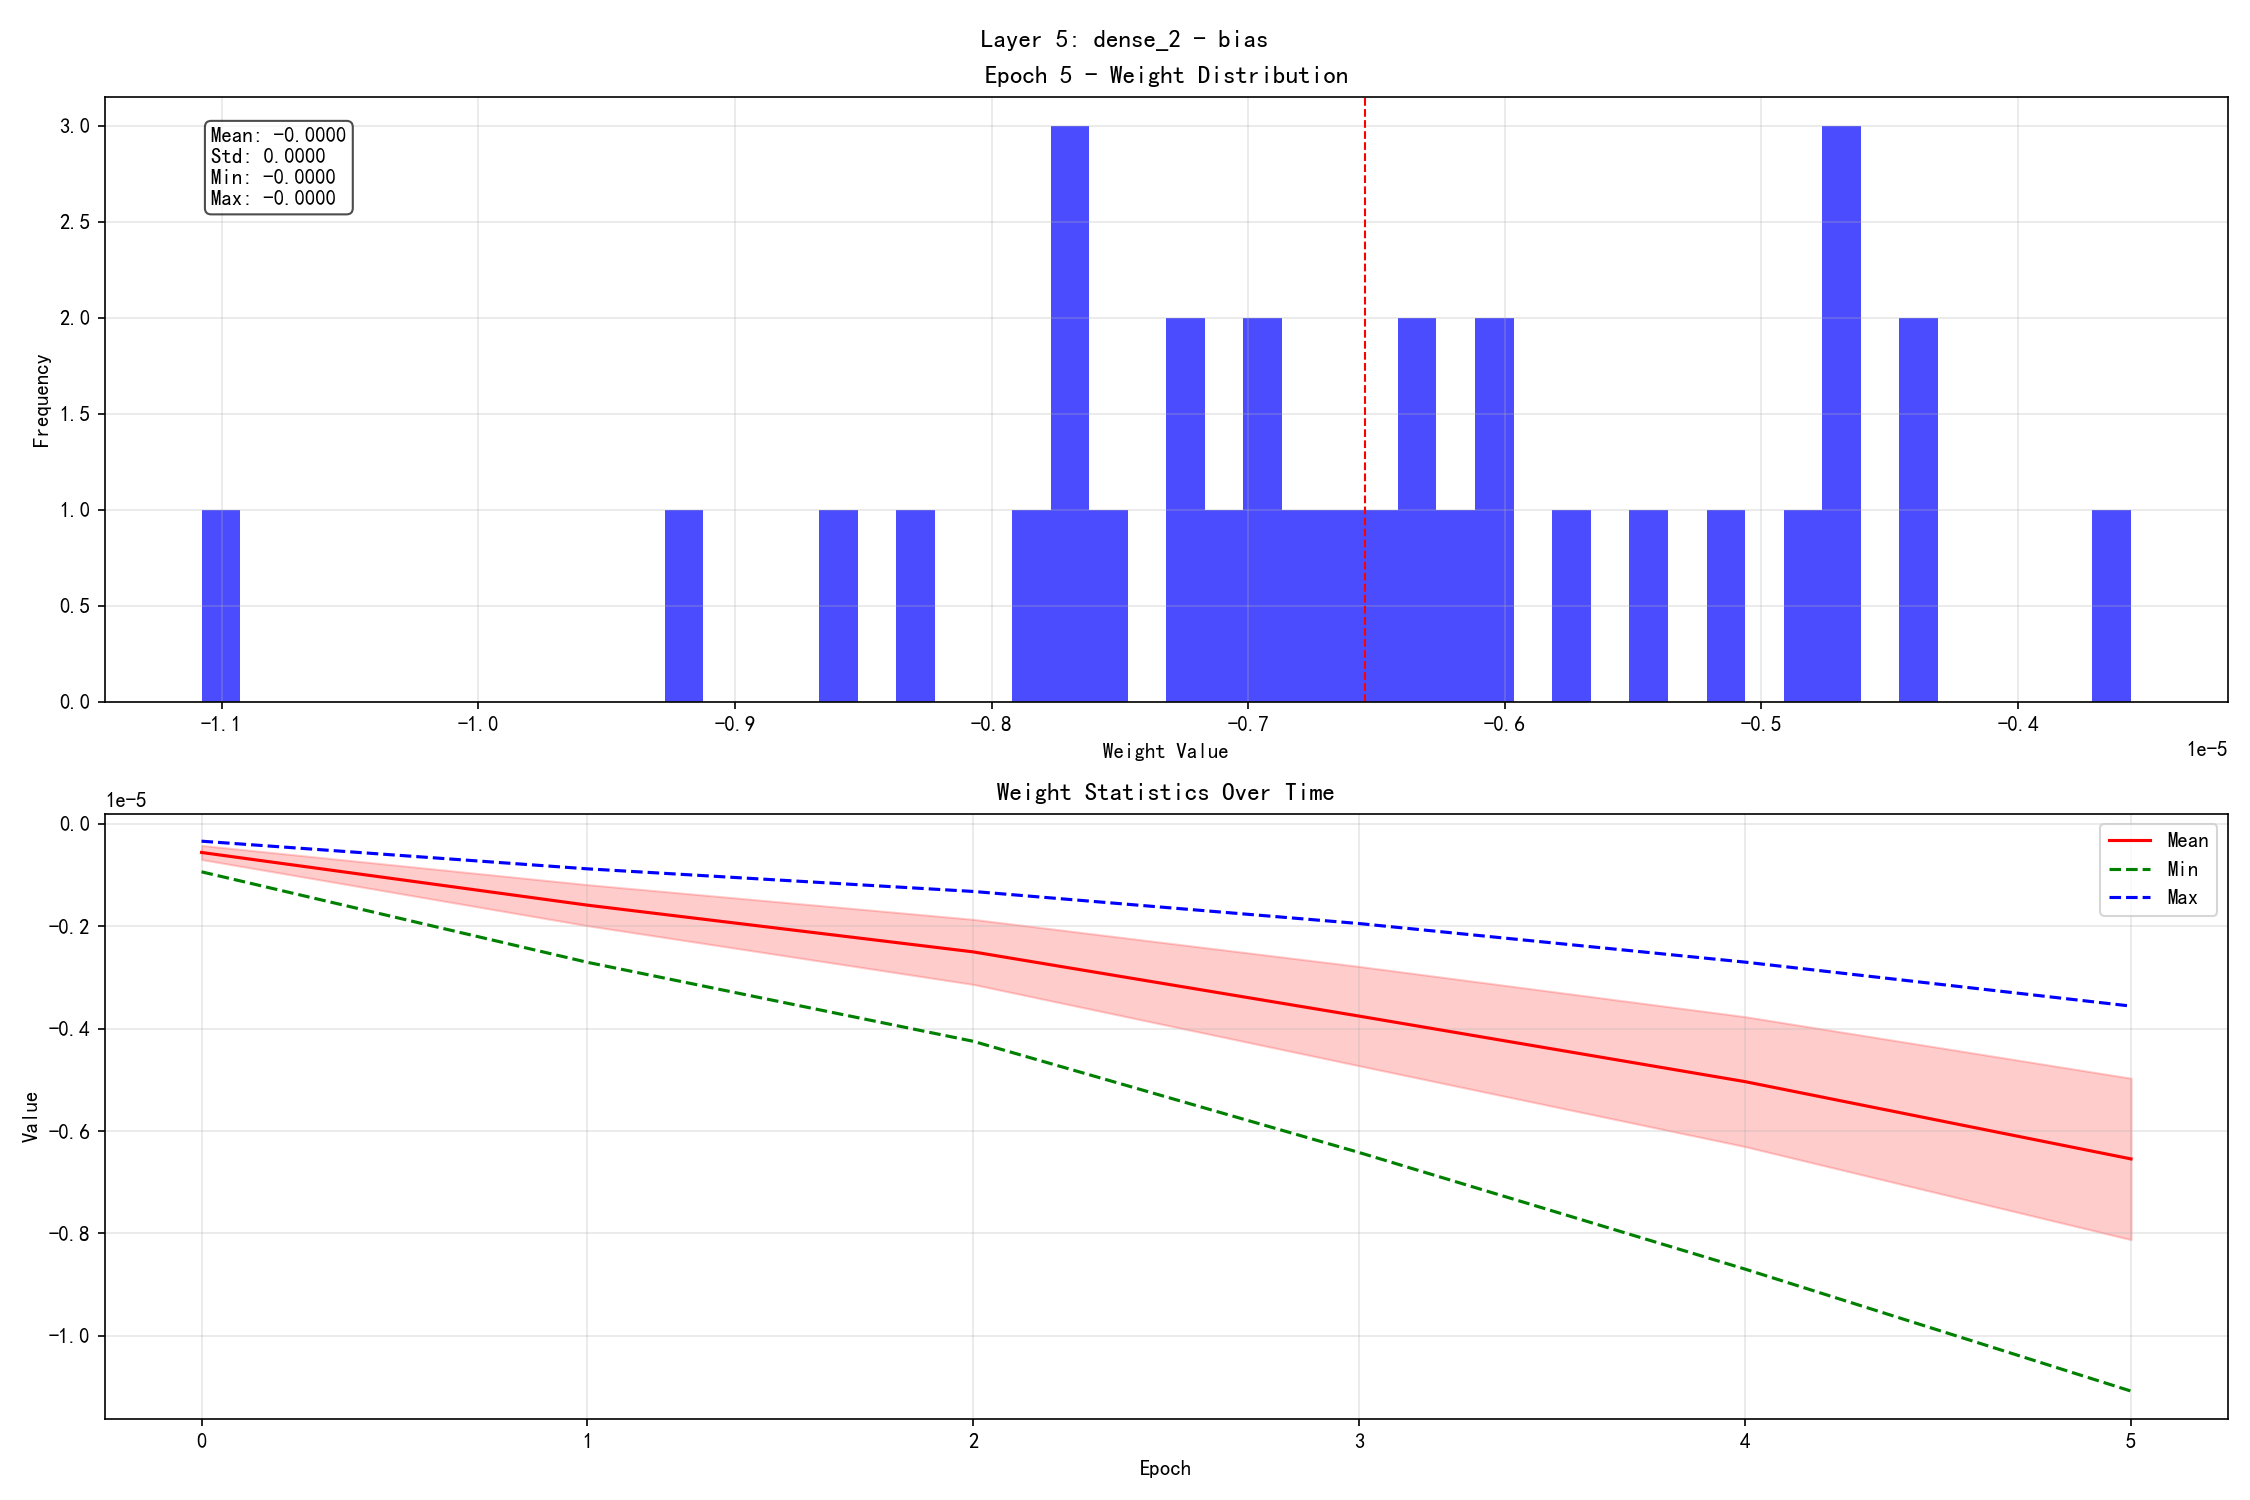 Layer 5: dense_2 - bias
Epoch 5 - Weight Distribution
Mean: -0.0000
Std: 0.0000
Min: -0.0000
Max: -0.0000
3.0
2.5
2.0
1.5
1.0
0.5
0.0
Frequency
-1.1 -1.0 -0.9 -0.8 -0.7 -0.6 -0.5 -0.4
Weight Value
1e-5
Weight Statistics Over Time
1e-5
Mean
Min
Max
0.0
-0.2
-0.4
-0.6
-0.8
-1.0
Value
0 1 2 3 4 5
Epoch